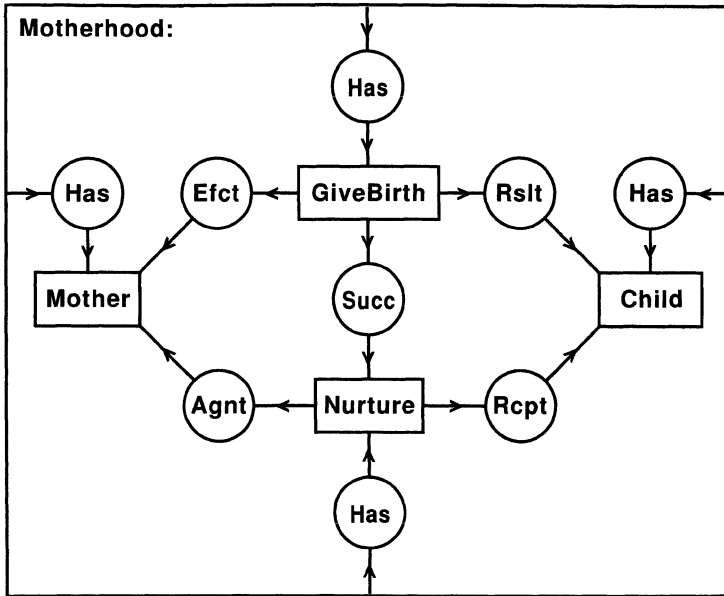 Motherhood:
Has
Has
Efct
GiveBirth
Rslt
Has
Mother
Succ
Child
Agnt
Nurture
Rcpt
Has